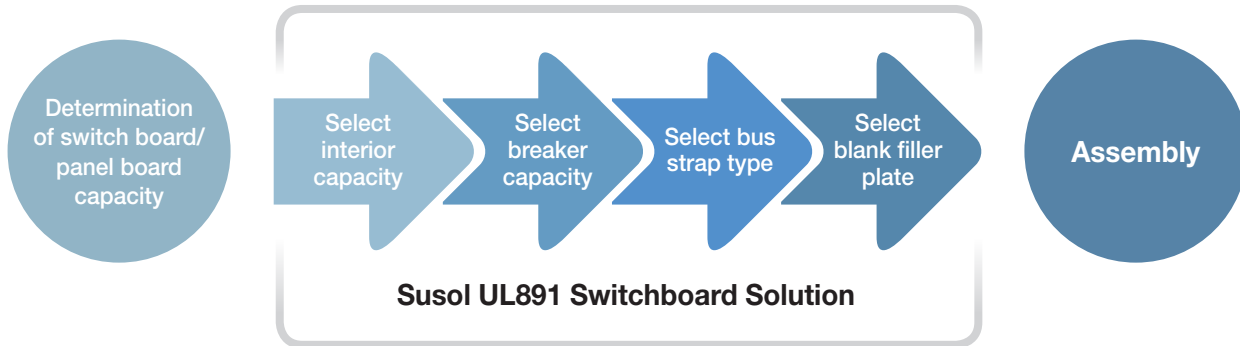 Determination
of switch board/
panel board
capacity
Select
interior
capacity
Select
breaker
capacity
Select bus
strap type
Select
blank filler
plate
Assembly
Susol UL891 Switchboard Solution